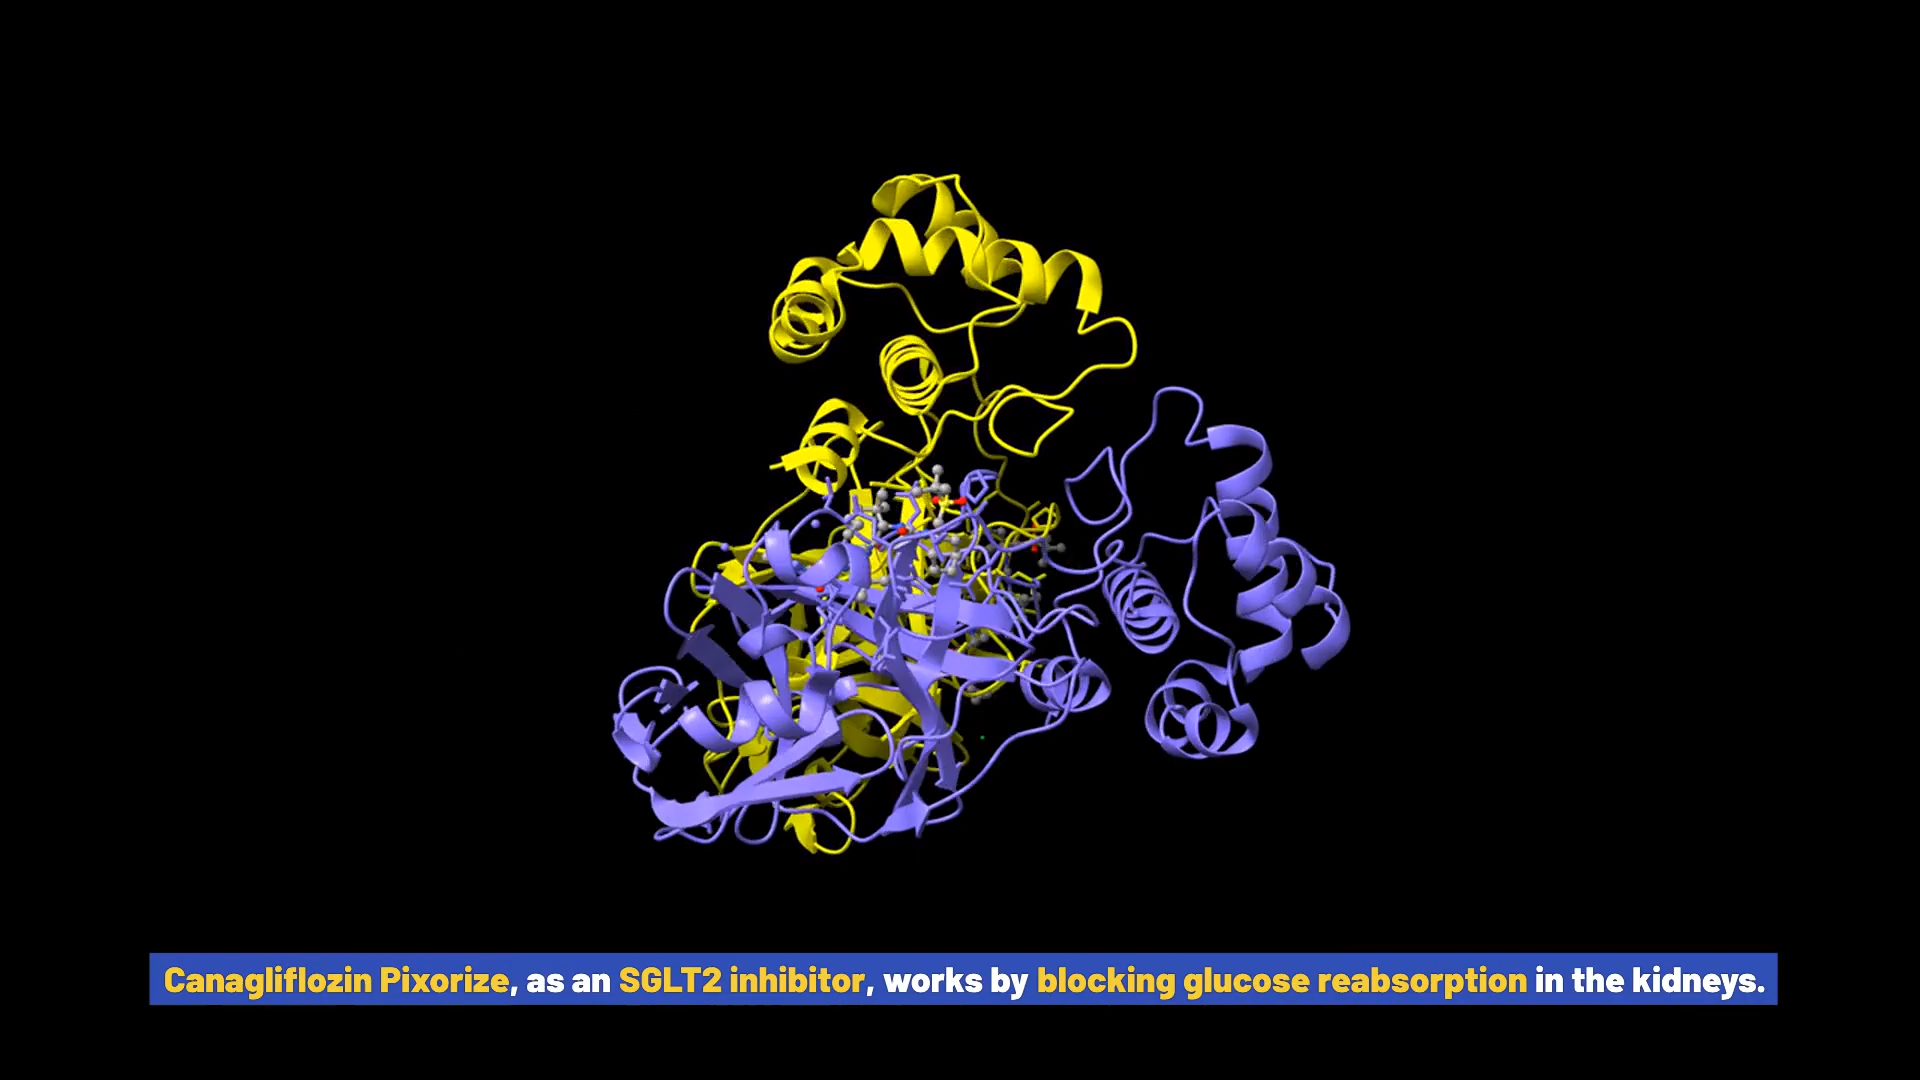 Canagliflozin Pixorize, as an SGLT2 inhibitor, works by blocking glucose reabsorption in the kidneys.